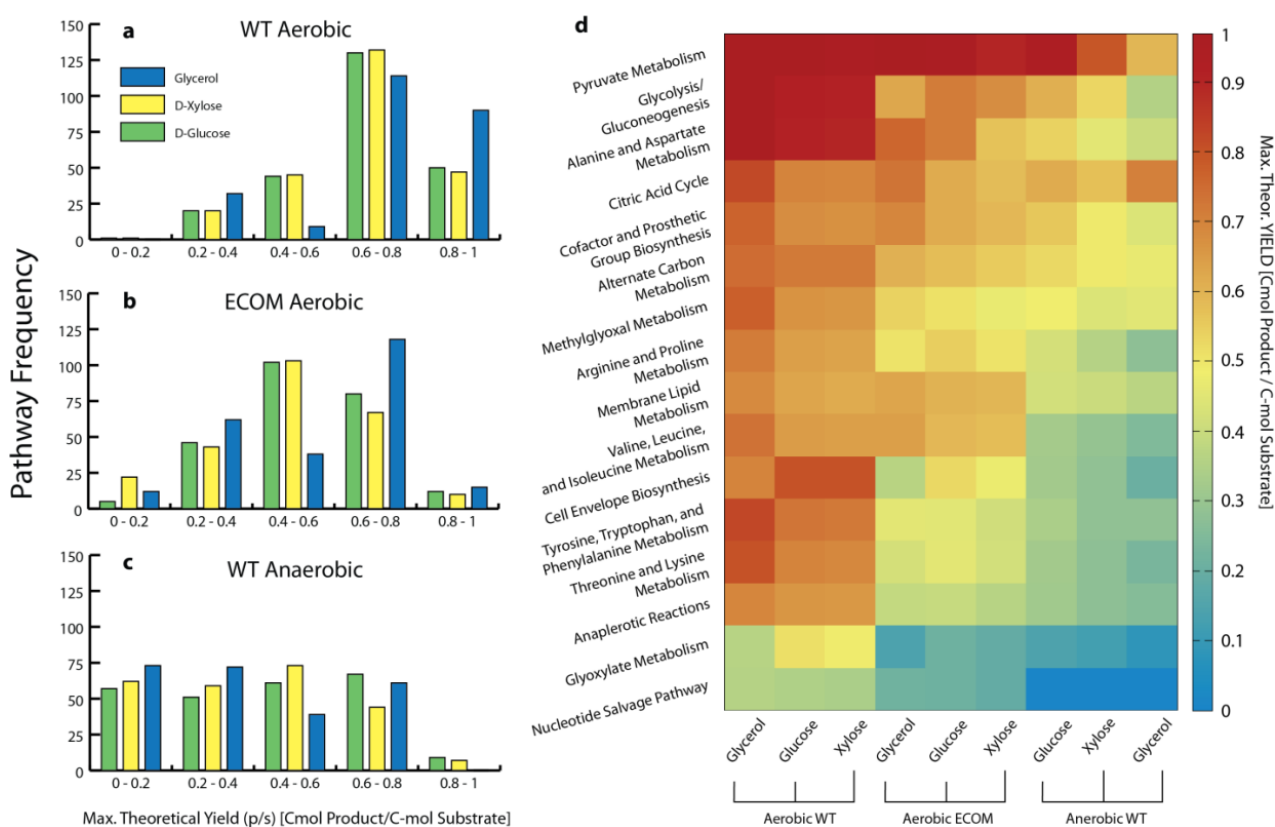 a
WT Aerobic
150
125
100
75
50
25
0
Glycerol
D-Xylose
D-Glucose
0 - 0.2
0.2 - 0.4
0.4 - 0.6
0.6 - 0.8
0.8 - 1
b
ECOM Aerobic
150
125
100
75
50
25
0
0 - 0.2
0.2 - 0.4
0.4 - 0.6
0.6 - 0.8
0.8 - 1
Pathway Frequency
c
WT Anaerobic
150
125
100
75
50
25
0
0 - 0.2
0.2 - 0.4
0.4 - 0.6
0.6 - 0.8
0.8 - 1
Max. Theoretical Yield (p/s) [Cmol Product/C-mol Substrate]
d
Pyruvate Metabolism
Glycolysis/
Gluconeogenesis
Alanine and Aspartate
Metabolism
Citric Acid Cycle
Cofactor and Prosthetic
Group Biosynthesis
Alternate Carbon
Metabolism
Methylglyoxal Metabolism
Arginine and Proline
Metabolism
Membrane Lipid
Metabolism
Valine, Leucine,
and Isoleucine Metabolism
Cell Envelope Biosynthesis
Tyrosine, Tryptophan, and
Phenylalanine Metabolism
Threonine and Lysine
Metabolism
Anaplerotic Reactions
Glyoxylate Metabolism
Nucleotide Salvage Pathway
Glycerol
Glucose
Xylose
Glycerol
Glucose
Xylose
Glucose
Xylose
Glycerol
Aerobic WT
Aerobic ECOM
Anerobic WT
1
0.9
0.8
0.7
0.6
0.5
0.4
0.3
0.2
0.1
0
Max. Theor. YIELD [Cmol Product / C-mol Substrate]